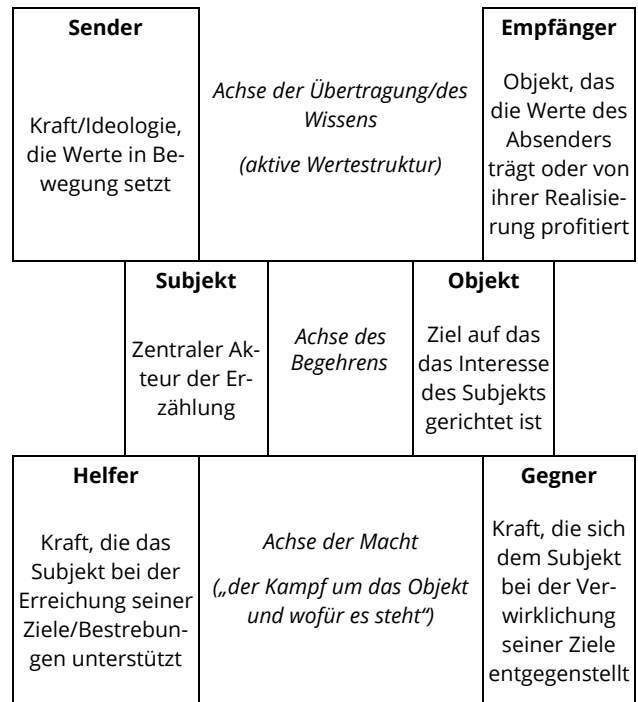 Sender
Kraft/Ideologie,
die Werte in Be-
wegung setzt
Achse der Übertragung/des
Wissens
(aktive Wertestruktur)
Empfänger
Objekt, das
die Werte des
Absenders
trägt oder von
ihrer Realisie-
rung profitiert
Subjekt
Zentraler Ak-
teur der Er-
zählung
Achse des
Begehrens
Objekt
Ziel auf das
das Interesse
des Subjekts
gerichtet ist
Helfer
Kraft, die das
Subjekt bei der
Erreichung seiner
Ziele/Bestrebun-
gen unterstützt
Achse der Macht
(„der Kampf um das Objekt
und wofür es steht“)
Gegner
Kraft, die sich
dem Subjekt
bei der Ver-
wirklichung
seiner Ziele
entgegenstellt